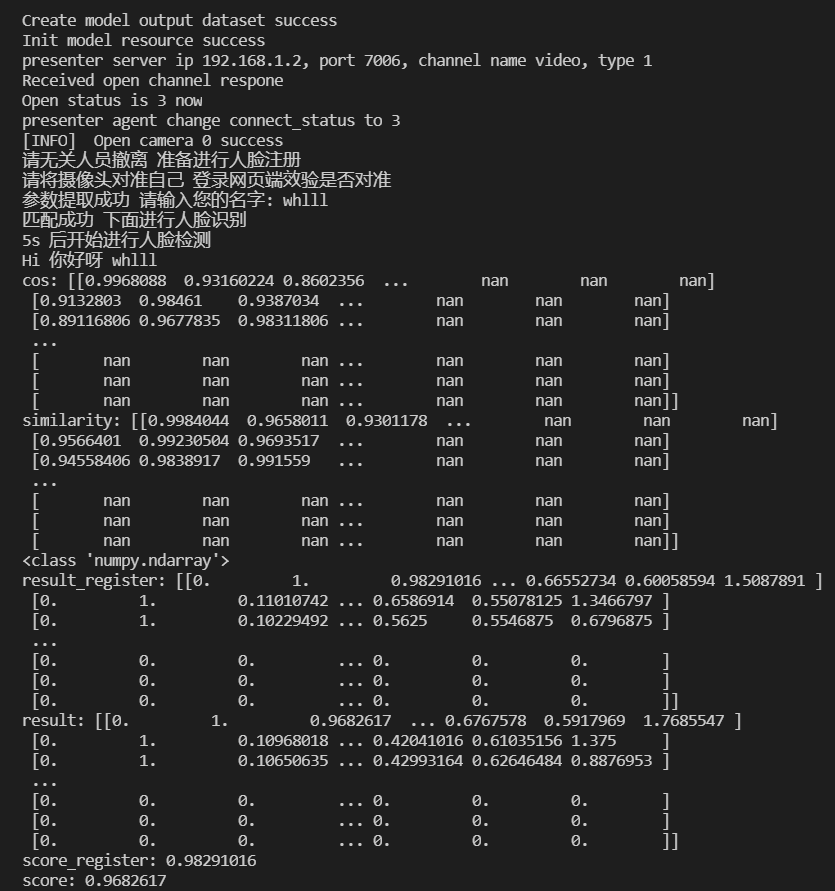 Create model output dataset success
Init model resource success
presenter server ip 192.168.1.2, port 7006, channel name video, type 1
Received open channel respone
Open status is 3 now
presenter agent change connect_status to 3
[INFO]  Open camera 0 success
请无关人员撤离 准备进行人脸注册
请将摄像头对准自己 登录网页端效验是否对准
参数提取成功 请输入您的名字: whlll
匹配成功 下面进行人脸识别
5s 后开始进行人脸检测
Hi 你好呀 whlll
cos: [[0.9968088  0.93160224 0.8602356  ...        nan        nan        nan]
 [0.9132803  0.98461    0.9387034  ...        nan        nan        nan]
 [0.89116806 0.9677835  0.98311806 ...        nan        nan        nan]
 ...
 [       nan        nan        nan ...        nan        nan        nan]
 [       nan        nan        nan ...        nan        nan        nan]
 [       nan        nan        nan ...        nan        nan        nan]]
similarity: [[0.9984044  0.9658011  0.9301178  ...        nan        nan        nan]
 [0.9566401  0.99230504 0.9693517  ...        nan        nan        nan]
 [0.94558406 0.9838917  0.991559   ...        nan        nan        nan]
 ...
 [       nan        nan        nan ...        nan        nan        nan]
 [       nan        nan        nan ...        nan        nan        nan]
 [       nan        nan        nan ...        nan        nan        nan]]
<class 'numpy.ndarray'>
result_register: [[0.         1.         0.98291016 ... 0.66552734 0.60058594 1.5087891 ]
 [0.         1.         0.11010742 ... 0.6586914  0.55078125 1.3466797 ]
 [0.         1.         0.10229492 ... 0.5625     0.5546875  0.6796875 ]
 ...
 [0.         0.         0.         ... 0.         0.         0.        ]
 [0.         0.         0.         ... 0.         0.         0.        ]
 [0.         0.         0.         ... 0.         0.         0.        ]]
result: [[0.         1.         0.9682617  ... 0.6767578  0.5917969  1.7685547 ]
 [0.         1.         0.10968018 ... 0.42041016 0.61035156 1.375     ]
 [0.         1.         0.10650635 ... 0.42993164 0.62646484 0.8876953 ]
 ...
 [0.         0.         0.         ... 0.         0.         0.        ]
 [0.         0.         0.         ... 0.         0.         0.        ]
 [0.         0.         0.         ... 0.         0.         0.        ]]
score_register: 0.98291016
score: 0.9682617